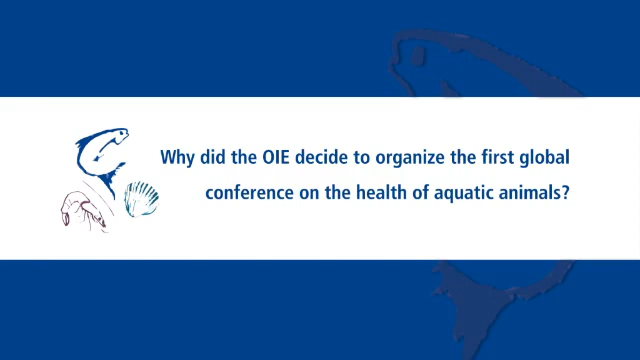 Why did the OIE decide to organize the first global
conference on the health of aquatic animals?